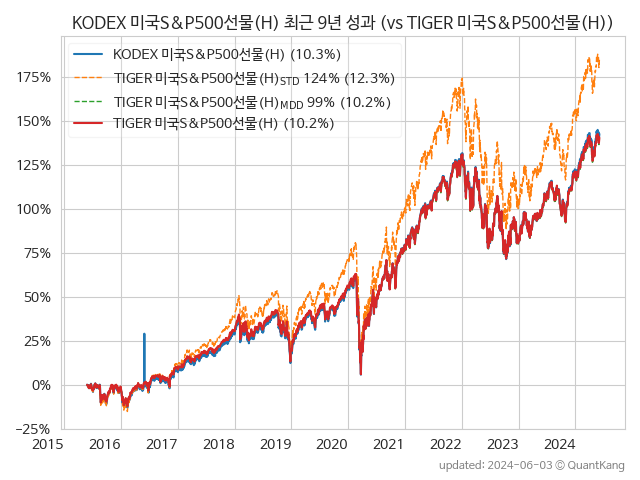 KODEX 미국S&P500선물(H) 최근 9년 성과 (vs TIGER 미국S&P500선물(H))
KODEX 미국S&P500선물(H) (10.3%)
TIGER 미국S&P500선물(H)STD 124% (12.3%)
TIGER 미국S&P500선물(H)MDD 99% (10.2%)
TIGER 미국S&P500선물(H) (10.2%)
175%
150%
125%
100%
75%
50%
25%
0%
−25%
2015 2016 2017 2018 2019 2020 2021 2022 2023 2024
updated: 2024-06-03 © QuantKang